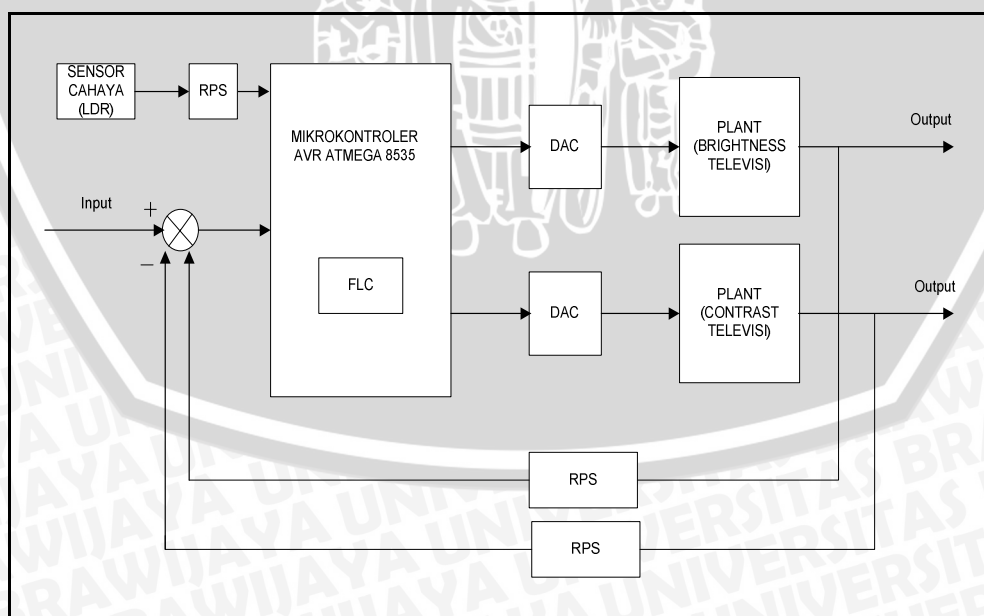 SENSOR
CAHAYA
(LDR)
RPS
MIKROKONTROLER
AVR ATMEGA 8535
FLC
Input
+
−
DAC
PLANT
(BRIGHTNESS
TELEVISI)
Output
DAC
PLANT
(CONTRAST
TELEVISI)
Output
RPS
RPS